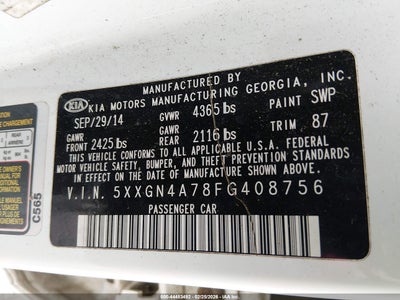 MANUFACTURED BY
KIA KIA MOTORS MANUFACTURING GEORGIA, INC.
SEP/29/14 GVWR 4365 lbs PAINT SWP
GAWR FRONT 2425 lbs GAWR REAR 2116 lbs TRIM 87
THIS VEHICLE CONFORMS TO ALL APPLICABLE U.S.A. FEDERAL
MOTOR VEHICLE SAFETY, BUMPER, AND THEFT PREVENTION
STANDARDS IN EFFECT ON THE DATE OF MANUFACTURE SHOWN ABOVE.
V.I.N. 5XXGN4A78FG408756
PASSENGER CAR
C565
REAR